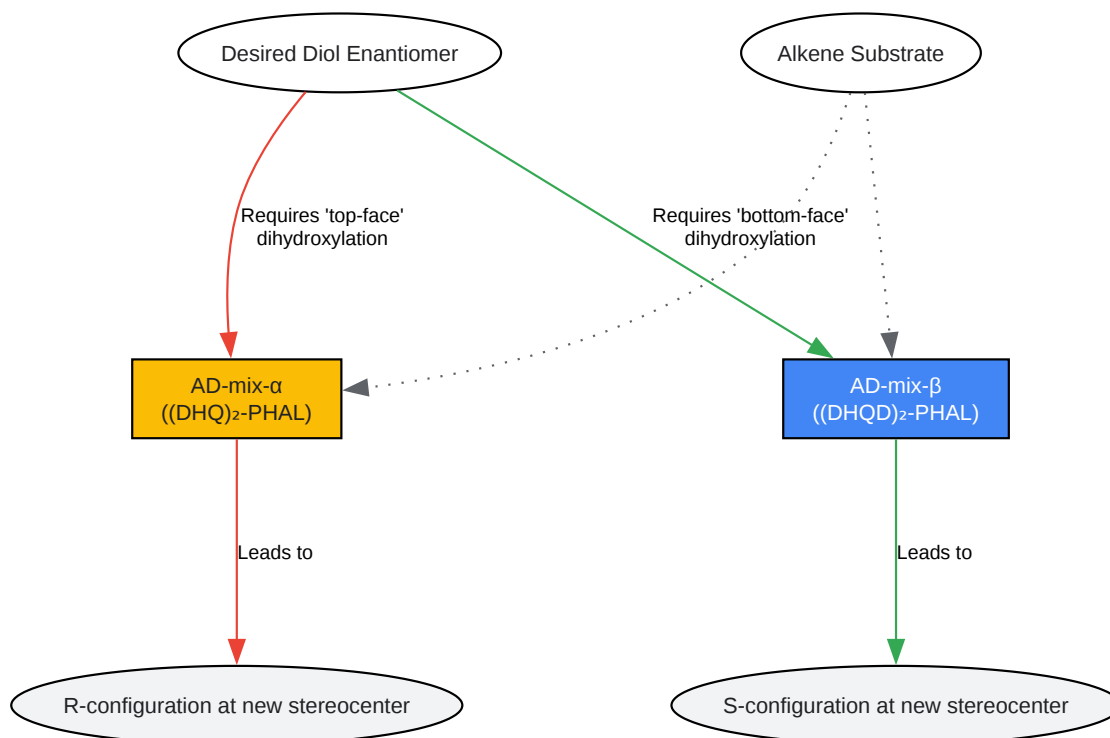 Desired Diol Enantiomer
Alkene Substrate
Requires 'top-face'
dihydroxylation
Requires 'bottom-face'
dihydroxylation
AD-mix-α
((DHQ)₂-PHAL)
AD-mix-β
((DHQD)₂-PHAL)
Leads to
Leads to
R-configuration at new stereocenter
S-configuration at new stereocenter